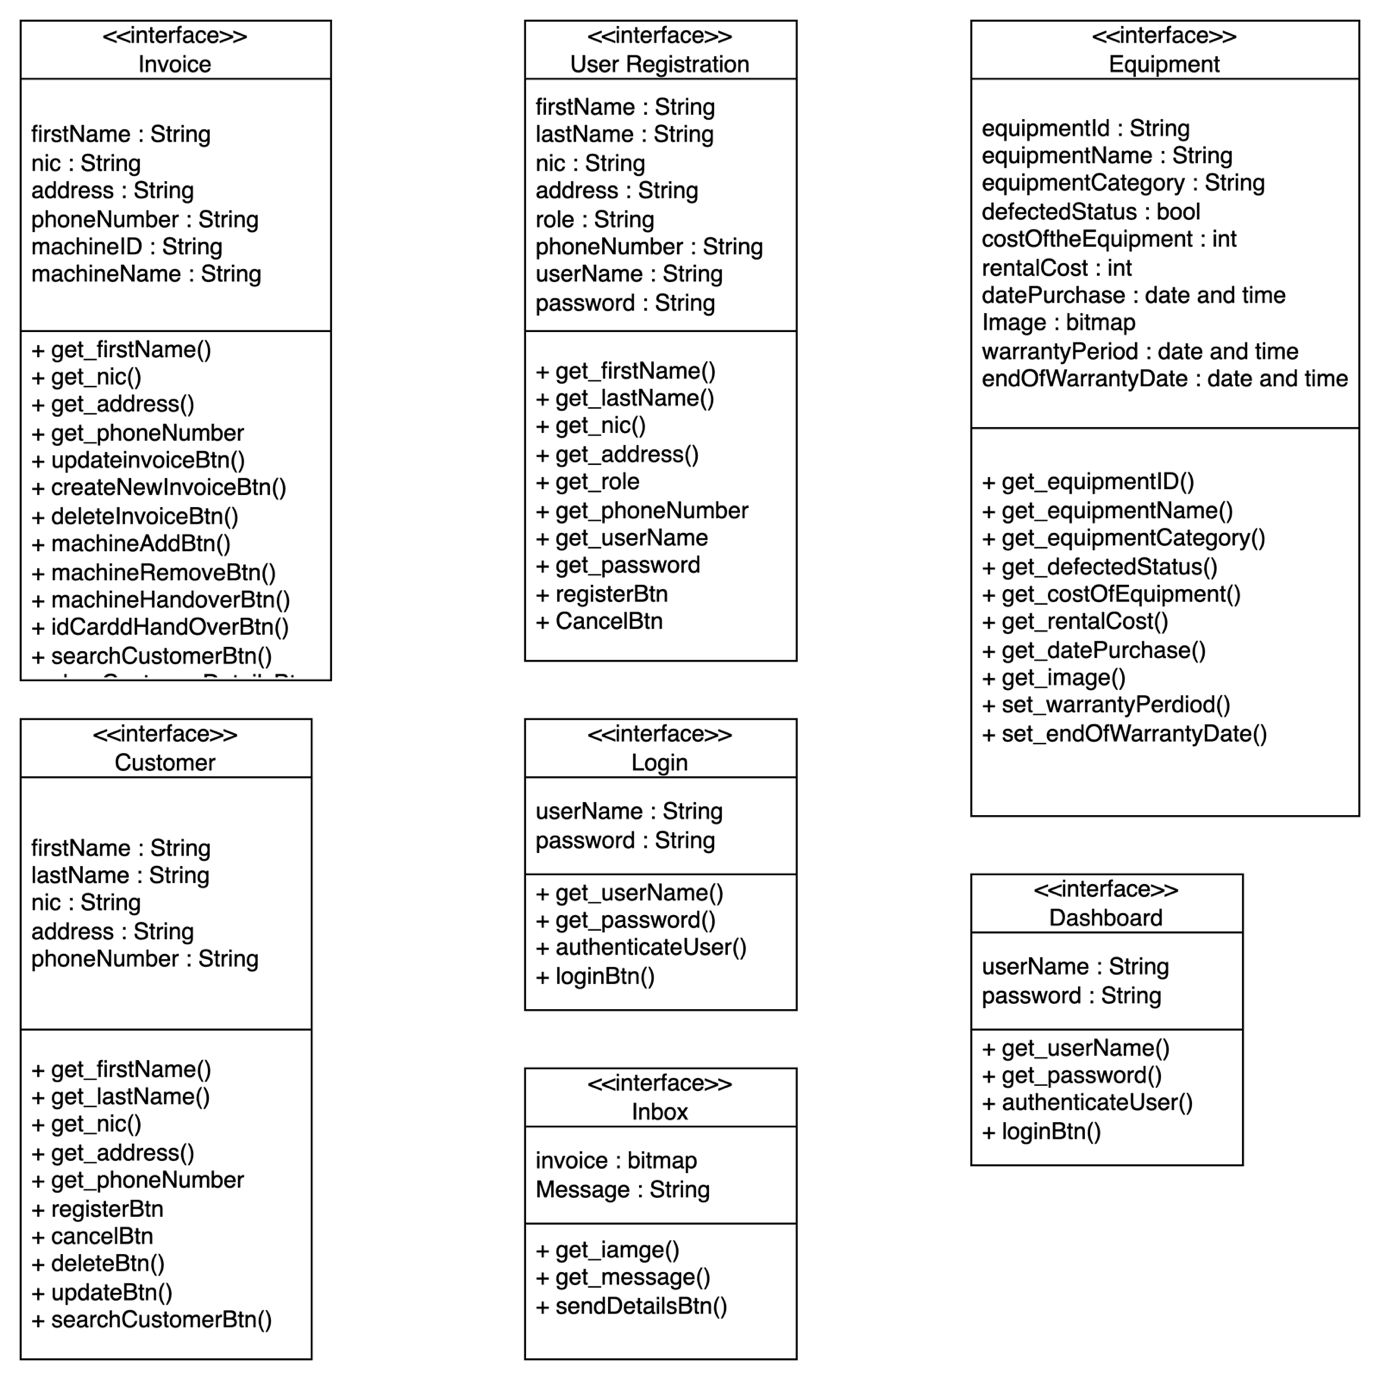 <<interface>>
Invoice
firstName : String
nic : String
address : String
phoneNumber : String
machineID : String
machineName : String
+ get_firstName()
+ get_nic()
+ get_address()
+ get_phoneNumber
+ updateinvoiceBtn()
+ createNewInvoiceBtn()
+ deleteInvoiceBtn()
+ machineAddBtn()
+ machineRemoveBtn()
+ machineHandoverBtn()
+ idCarddHandOverBtn()
+ searchCustomerBtn()
<<interface>>
User Registration
firstName : String
lastName : String
nic : String
address : String
role : String
phoneNumber : String
userName : String
password : String
+ get_firstName()
+ get_lastName()
+ get_nic()
+ get_address()
+ get_role
+ get_phoneNumber
+ get_userName
+ get_password
+ registerBtn
+ CancelBtn
<<interface>>
Equipment
equipmentId : String
equipmentName : String
equipmentCategory : String
defectedStatus : bool
costOftheEquipment : int
rentalCost : int
datePurchase : date and time
Image : bitmap
warrantyPeriod : date and time
endOfWarrantyDate : date and time
+ get_equipmentID()
+ get_equipmentName()
+ get_equipmentCategory()
+ get_defectedStatus()
+ get_costOfEquipment()
+ get_rentalCost()
+ get_datePurchase()
+ get_image()
+ set_warrantyPerdiod()
+ set_endOfWarrantyDate()
<<interface>>
Customer
firstName : String
lastName : String
nic : String
address : String
phoneNumber : String
+ get_firstName()
+ get_lastName()
+ get_nic()
+ get_address()
+ get_phoneNumber
+ registerBtn
+ cancelBtn
+ deleteBtn()
+ updateBtn()
+ searchCustomerBtn()
<<interface>>
Login
userName : String
password : String
+ get_userName()
+ get_password()
+ authenticateUser()
+ loginBtn()
<<interface>>
Inbox
invoice : bitmap
Message : String
+ get_iamge()
+ get_message()
+ sendDetailsBtn()
<<interface>>
Dashboard
userName : String
password : String
+ get_userName()
+ get_password()
+ authenticateUser()
+ loginBtn()